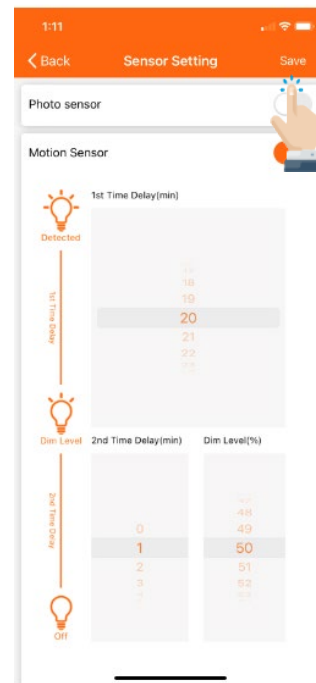 1:11
Back Sensor Setting Save
Photo sensor
Motion Sensor
1st Time Delay(min)
Detected
18
19
20
21
22
1st Time Delay
Dim Level
2nd Time Delay(min) Dim Level(%)
48
0 49
1 50
2 51
3 52
2nd Time Delay
Off